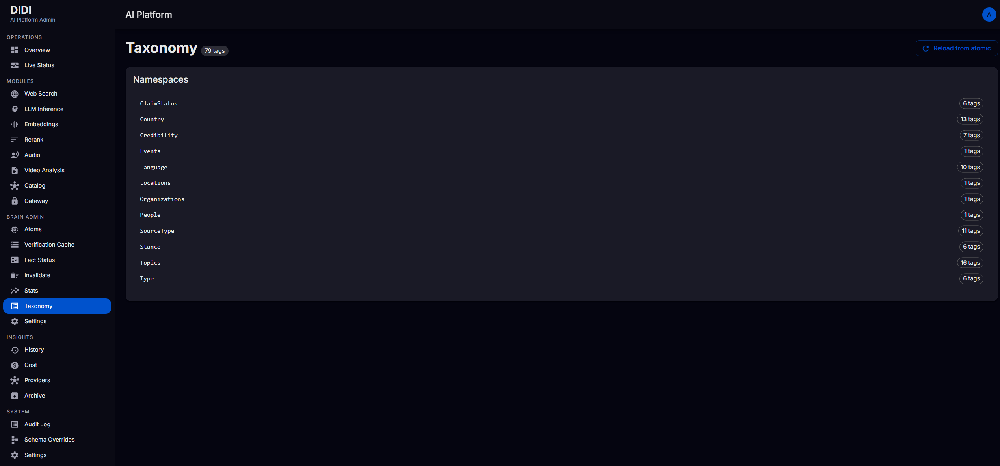 DIDI
AI Platform Admin
OPERATIONS
Overview
Live Status
MODULES
Web Search
LLM Inference
Embeddings
Rerank
Audio
Video Analysis
Catalog
Gateway
BRAIN ADMIN
Atoms
Verification Cache
Fact Status
Invalidate
Stats
Taxonomy
Settings
INSIGHTS
History
Cost
Providers
Archive
SYSTEM
Audit Log
Schema Overrides
Settings
AI Platform
A
Taxonomy 79 tags
Reload from atomic
Namespaces
ClaimStatus 6 tags
Country 13 tags
Credibility 7 tags
Events 1 tags
Language 10 tags
Locations 1 tags
Organizations 1 tags
People 1 tags
SourceType 11 tags
Stance 6 tags
Topics 16 tags
Type 6 tags